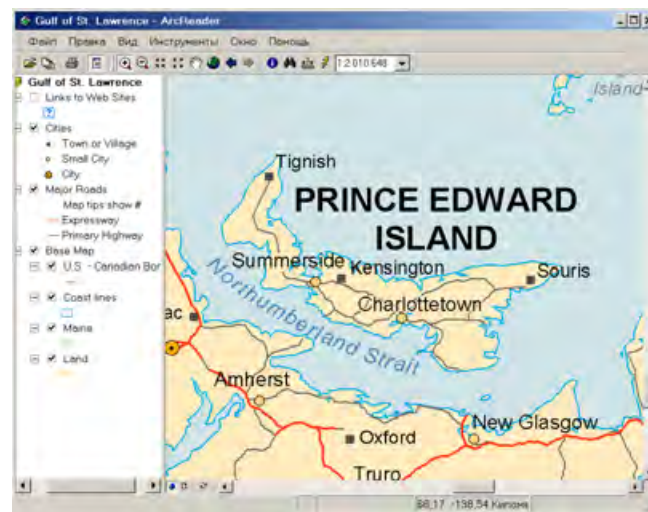 Gulf of St. Lawrence - ArcReader
Файл Правка Вид Инструменты Окно Помощь
1:2 010 648
Gulf of St. Lawrence
Links to Web Sites
Cities
Town or Village
Small City
City
Major Roads
Map tips show #
Expressway
Primary Highway
Base Map
U.S. - Canadian Bor
Coast lines
Maine
Land
Island
Tignish
PRINCE EDWARD
ISLAND
Summerside
Kensington
Souris
Charlottetown
Northumberland Strait
ac
Amherst
New Glasgow
Oxford
Truro